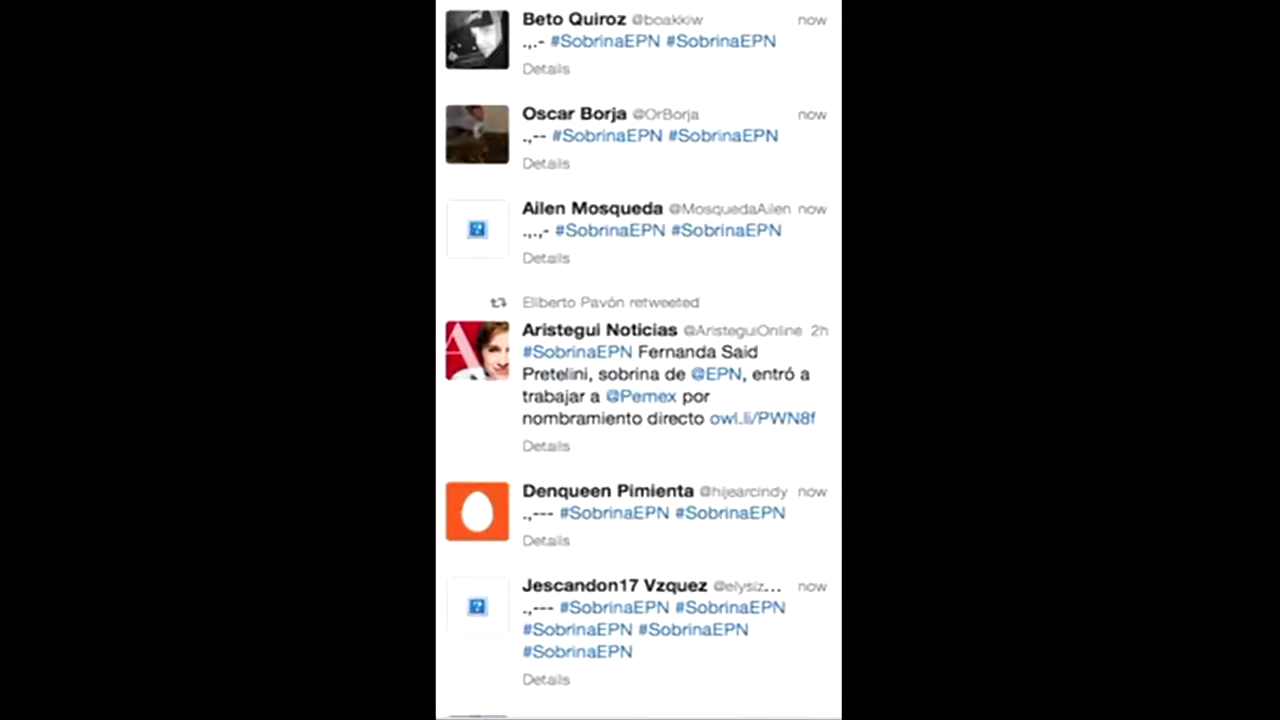 Beto Quiroz @boakkiw now
.,.- #SobrinaEPN #SobrinaEPN
Details
Oscar Borja @OrBorja now
.,-- #SobrinaEPN #SobrinaEPN
Details
Ailen Mosqueda @MosquedaAilen now
.,.,- #SobrinaEPN #SobrinaEPN
Details
Eliberto Pavón retweeted
Aristegui Noticias @AristeguiOnline 2h
#SobrinaEPN Fernanda Said
Pretelini, sobrina de @EPN, entró a
trabajar a @Pemex por
nombramiento directo owl.li/PWN8f
Details
Denqueen Pimienta @hijearcindy now
.,--- #SobrinaEPN #SobrinaEPN
Details
Jescandon17 Vzquez @elysiz... now
.,--- #SobrinaEPN #SobrinaEPN
#SobrinaEPN #SobrinaEPN
#SobrinaEPN
Details